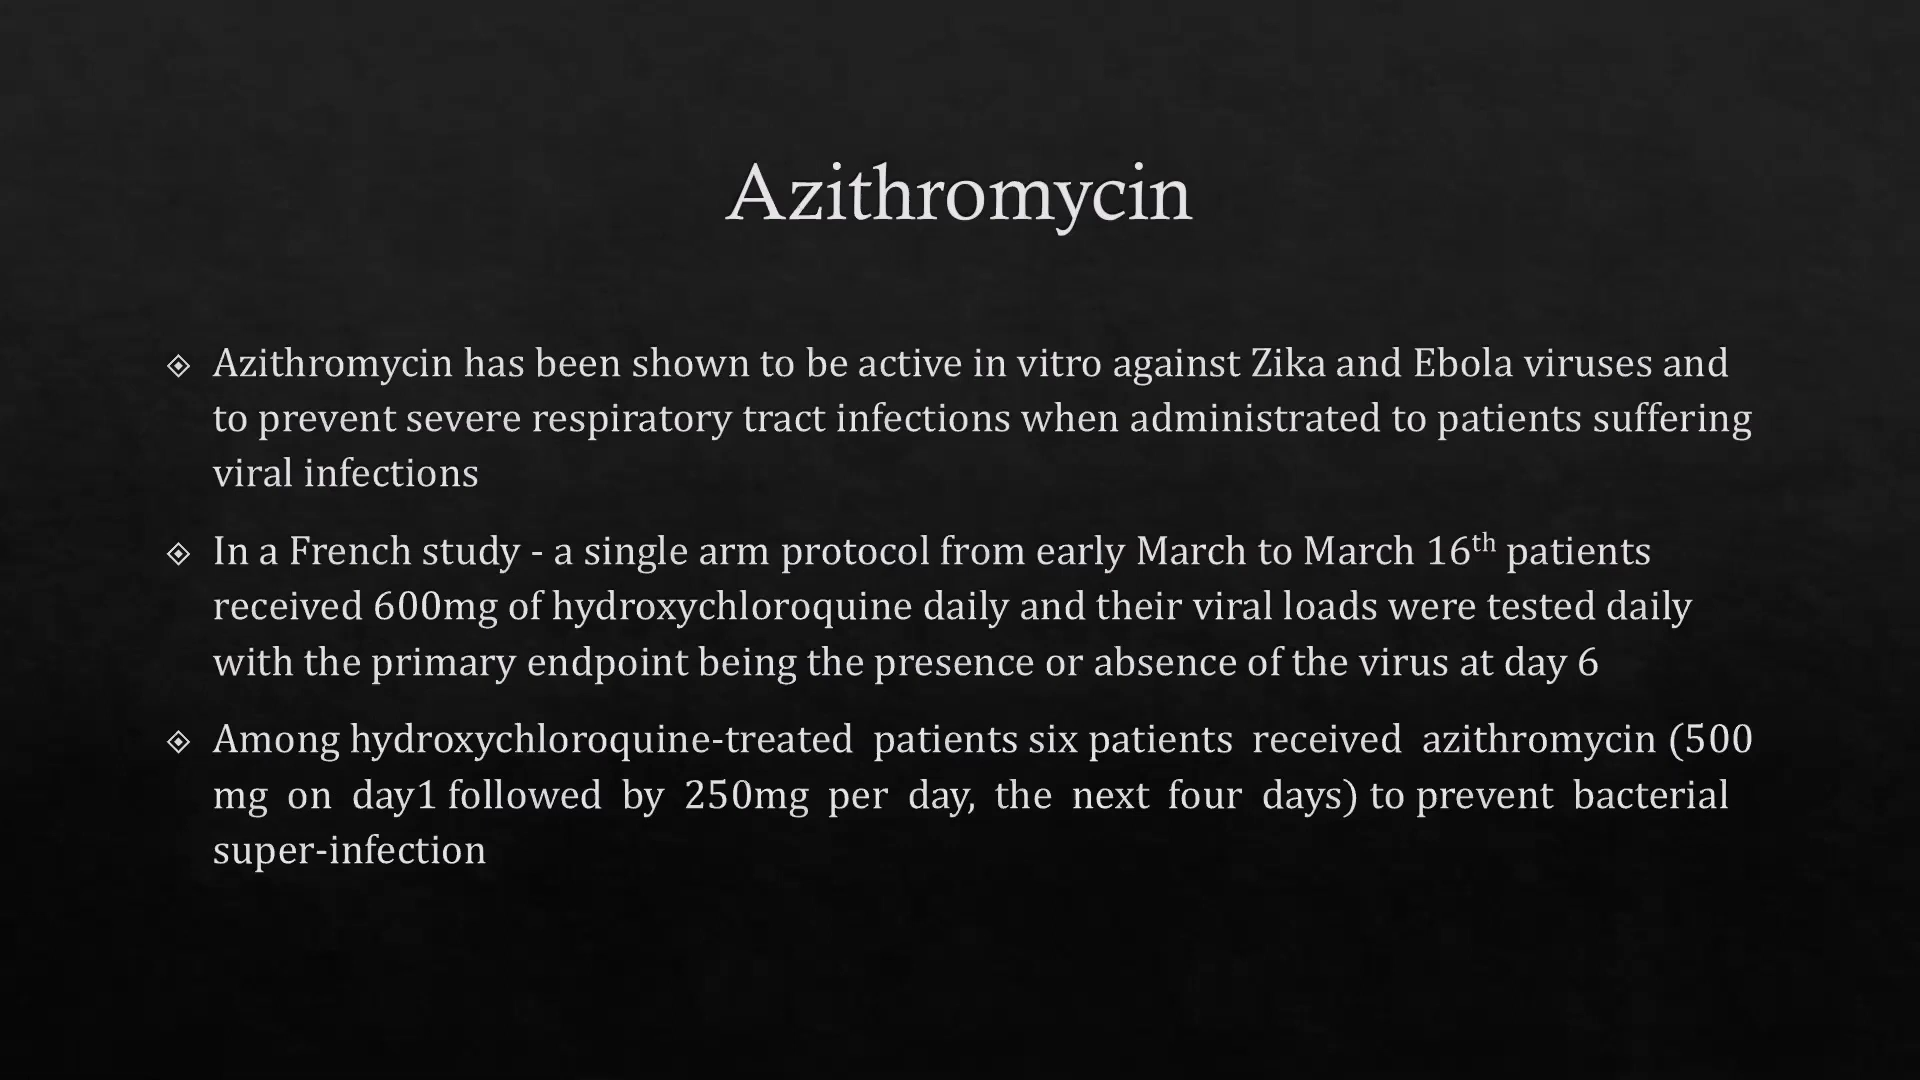 Azithromycin
Azithromycin has been shown to be active in vitro against Zika and Ebola viruses and
to prevent severe respiratory tract infections when administrated to patients suffering
viral infections
In a French study - a single arm protocol from early March to March 16th patients
received 600mg of hydroxychloroquine daily and their viral loads were tested daily
with the primary endpoint being the presence or absence of the virus at day 6
Among hydroxychloroquine-treated patients six patients received azithromycin (500
mg on day1 followed by 250mg per day, the next four days) to prevent bacterial
super-infection